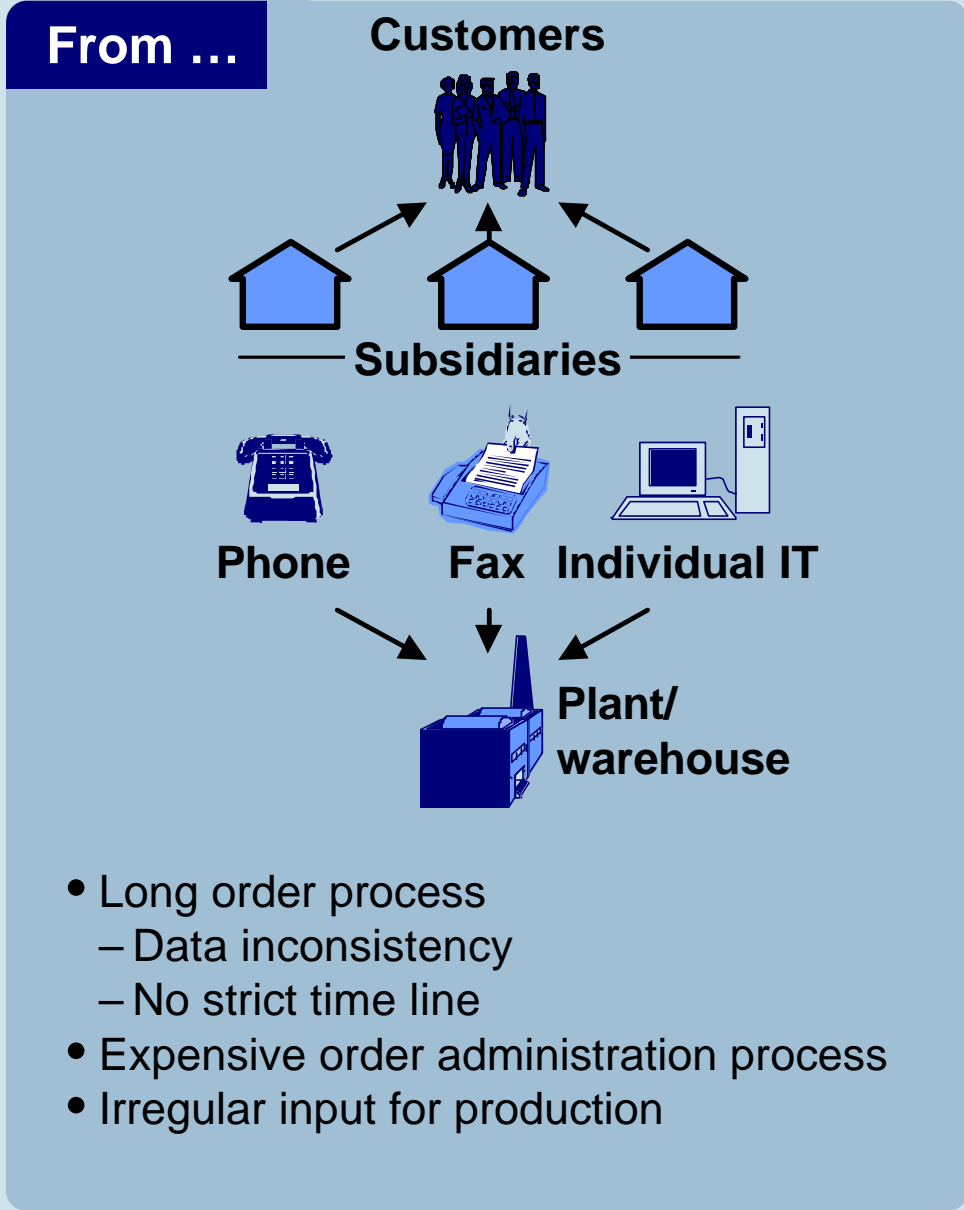 From …
Customers
Subsidiaries
Phone
Fax
Individual IT
Plant/
warehouse
• Long order process
– Data inconsistency
– No strict time line
• Expensive order administration process
• Irregular input for production